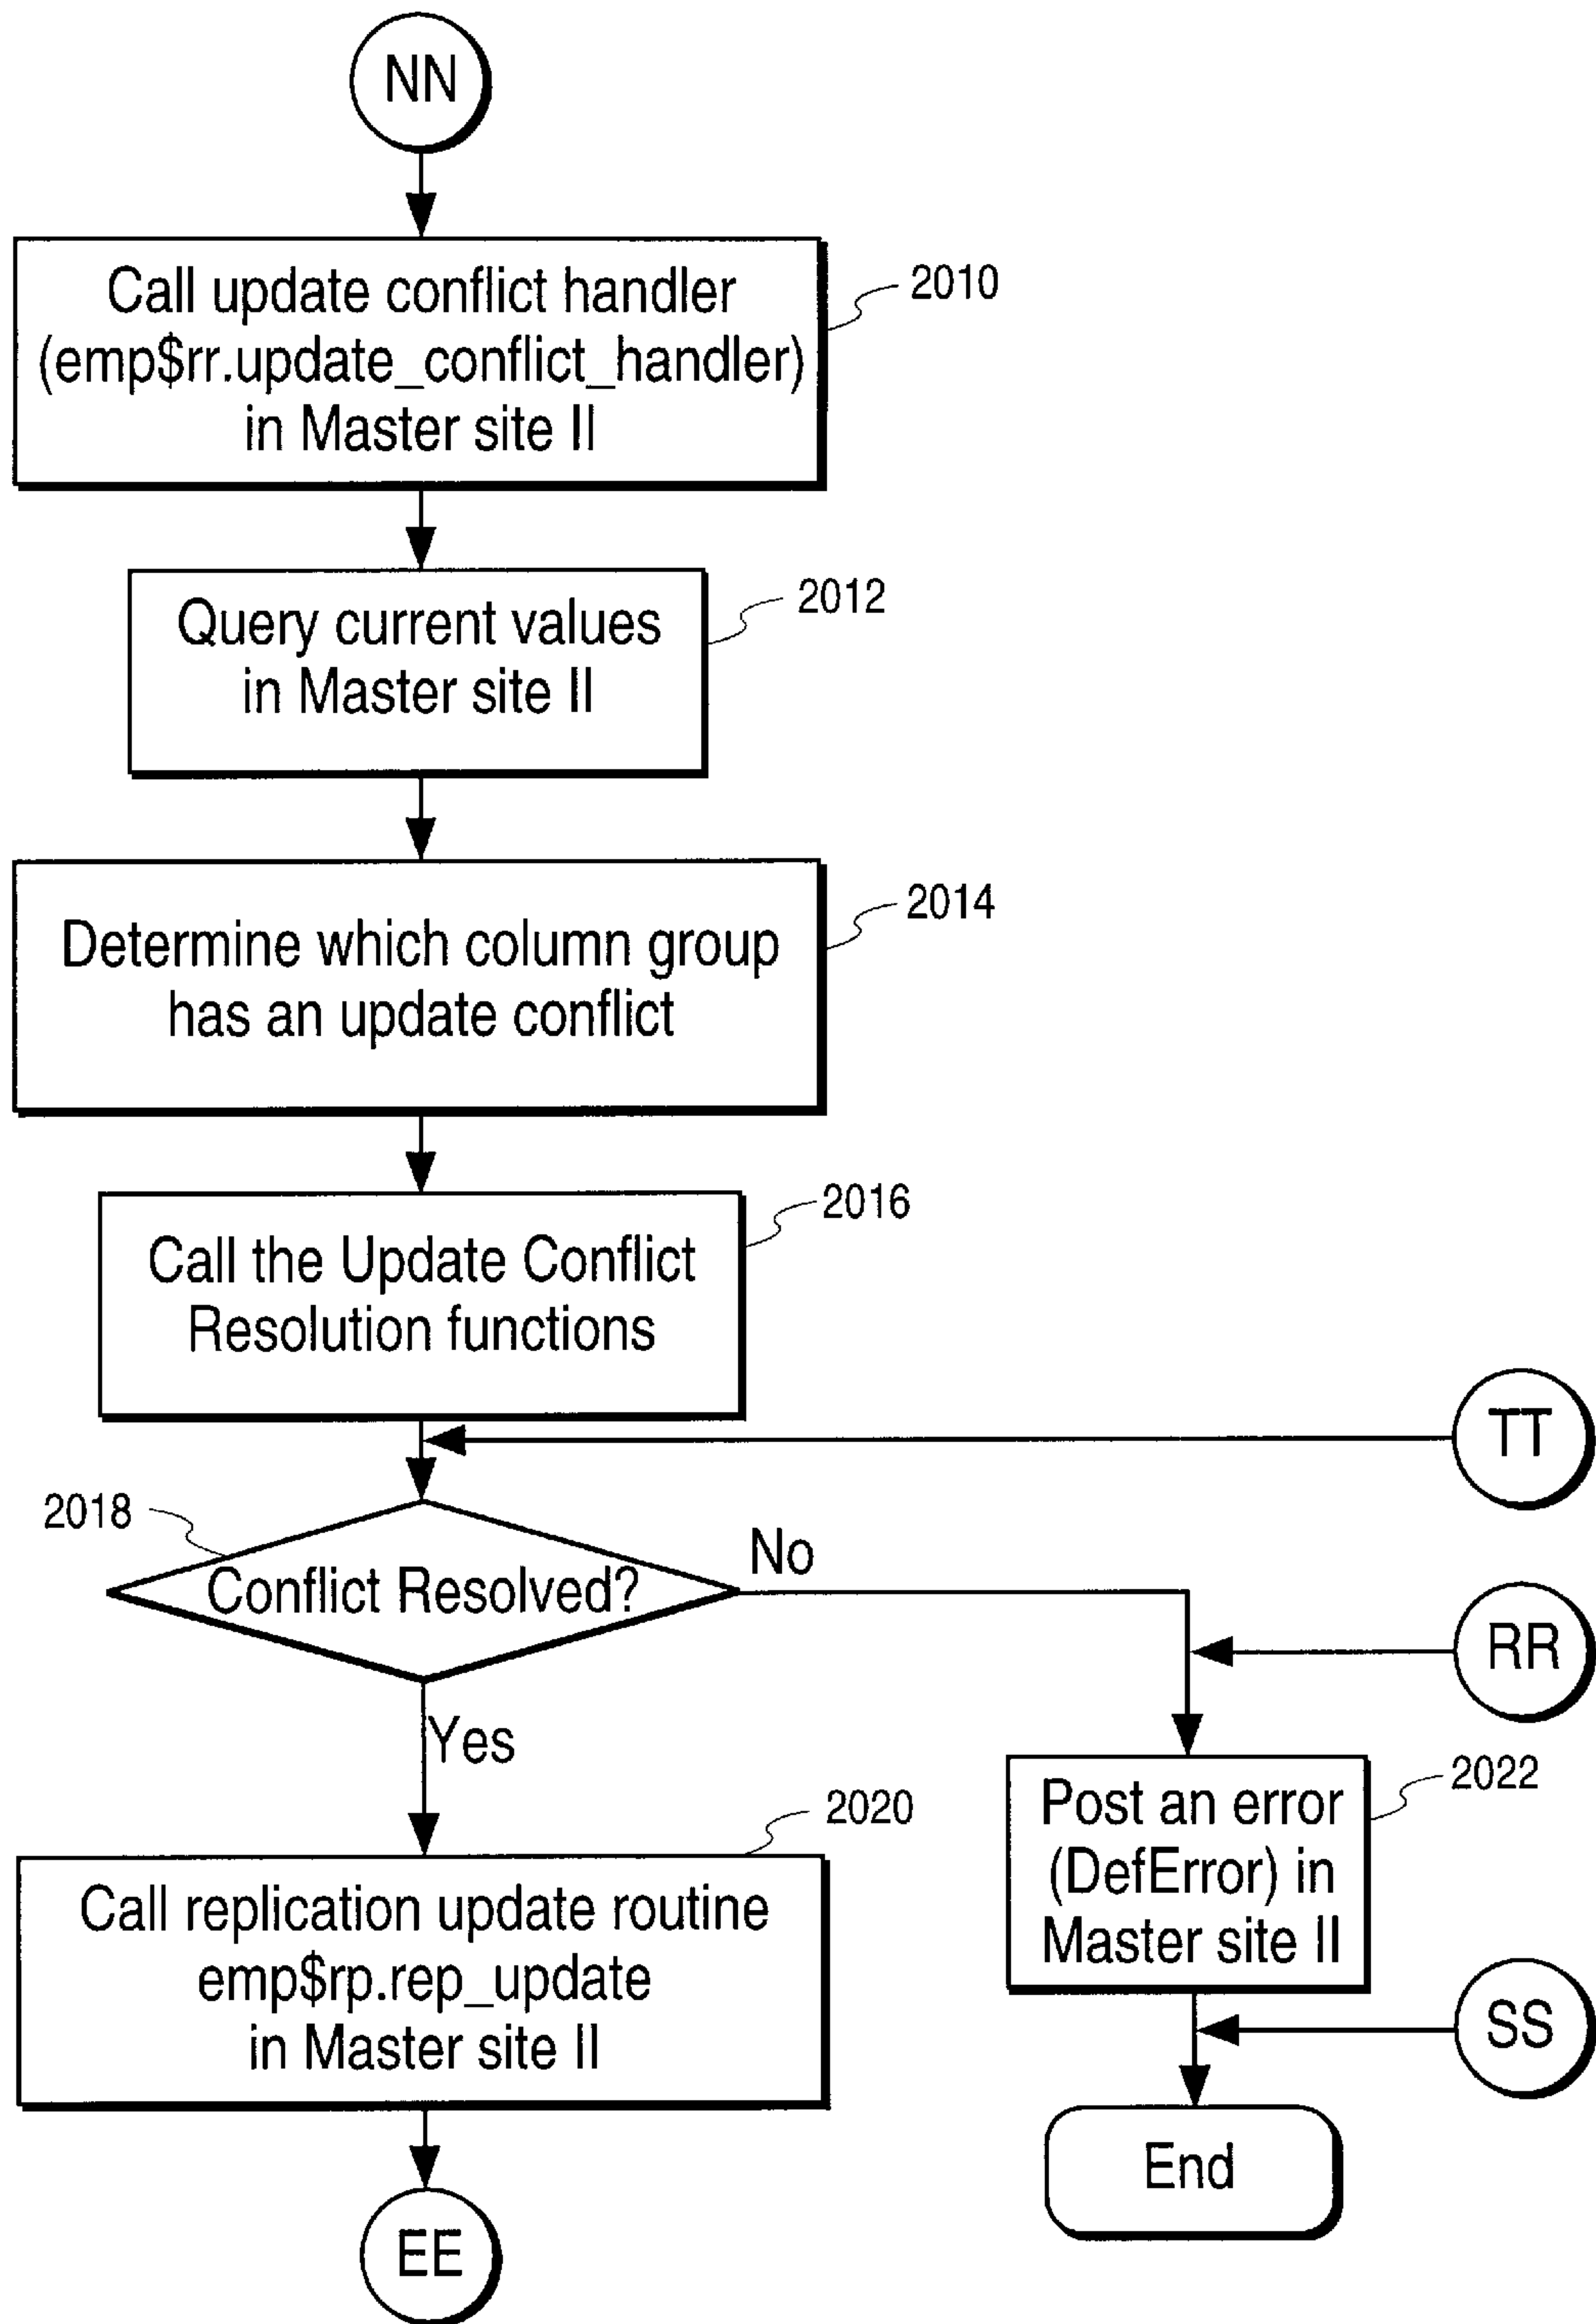 NN
Call update conflict handler
(emp$rr.update_conflict_handler)
in Master site II
2010
Query current values
in Master site II
2012
Determine which column group
has an update conflict
2014
Call the Update Conflict
Resolution functions
2016
TT
2018
Conflict Resolved?
No
RR
Yes
Post an error
(DefError) in
Master site II
2022
2020
Call replication update routine
emp$rp.rep_update
in Master site II
SS
End
EE